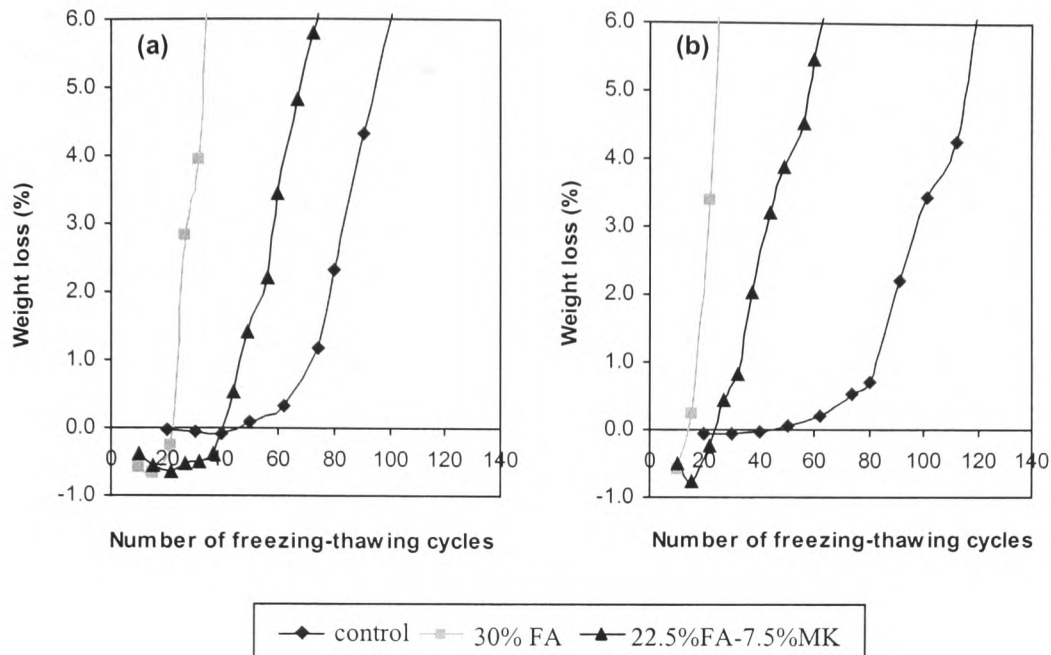 (a)
6.0
5.0
4.0
3.0
2.0
1.0
0.0
-1.0
0 20 40 60 80 100 120 140
Weight loss (%)
Number of freezing-thawing cycles
(b)
6.0
5.0
4.0
3.0
2.0
1.0
0.0
-1.0
0 20 40 60 80 100 120 140
Weight loss (%)
Number of freezing-thawing cycles
control 30% FA 22.5%FA-7.5%MK